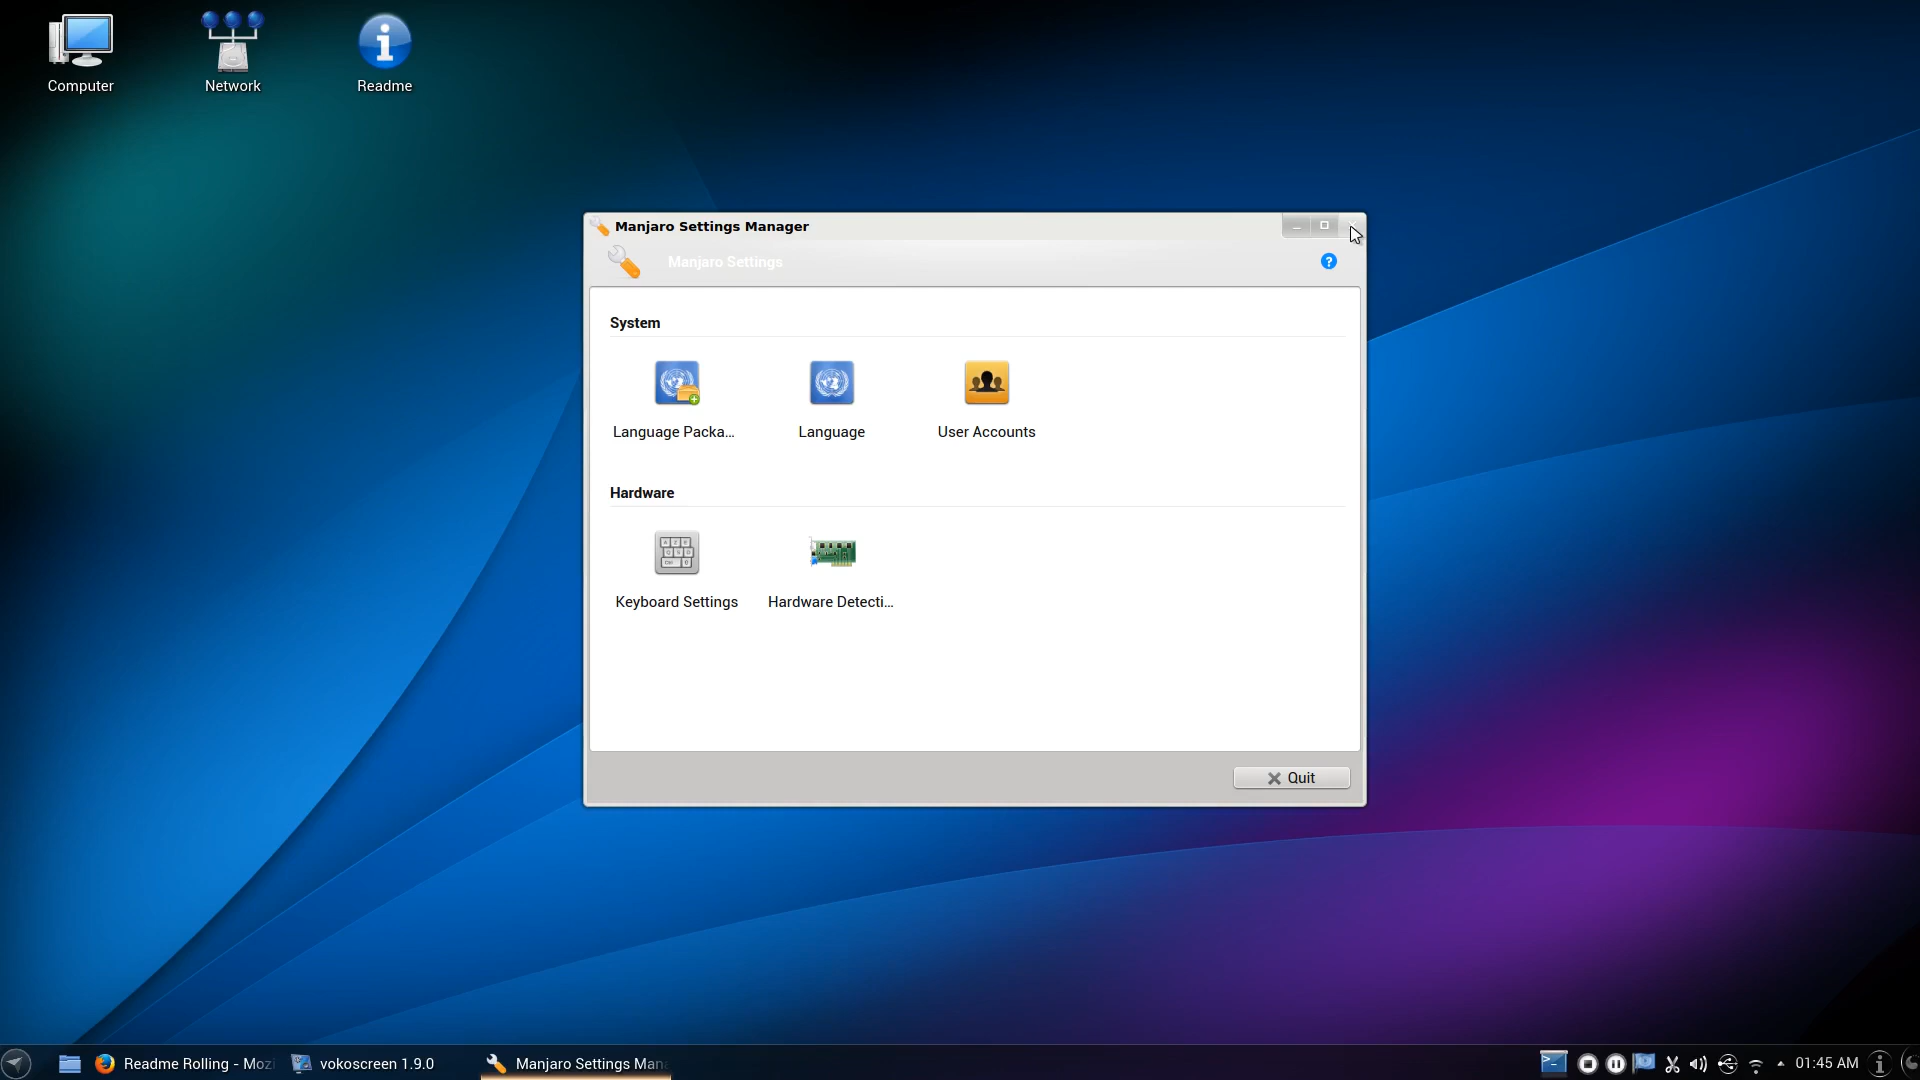 Computer
Network
Readme
Manjaro Settings Manager
Manjaro Settings
System
Language Packa...
Language
User Accounts
Hardware
Keyboard Settings
Hardware Detecti...
Quit
Readme Rolling - Mozi
vokoscreen 1.9.0
Manjaro Settings Man
01:45 AM